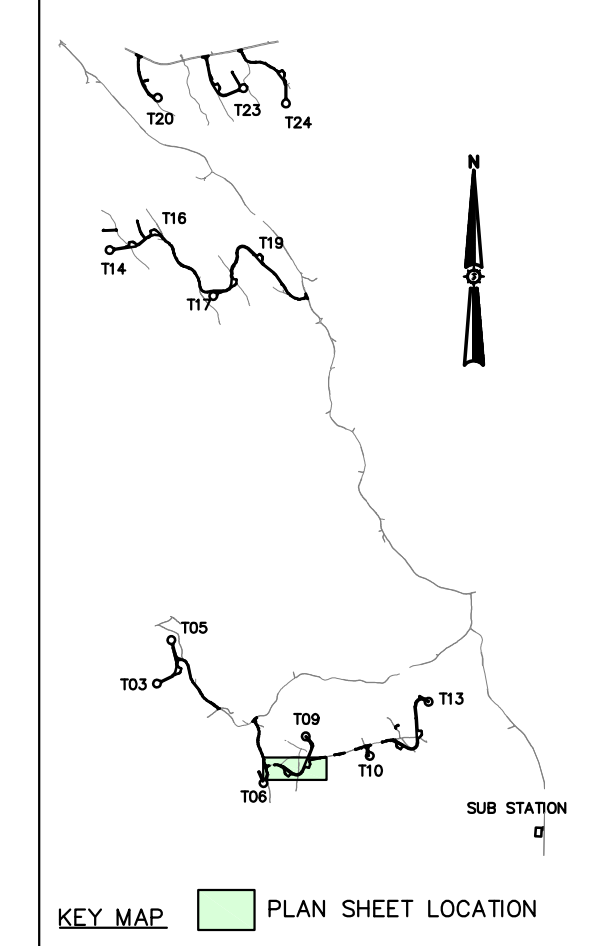 T20
T23
T24
N
T16
T19
T14
T17
T05
T03
T13
T09
T10
T06
SUB STATION
KEY MAP
PLAN SHEET LOCATION